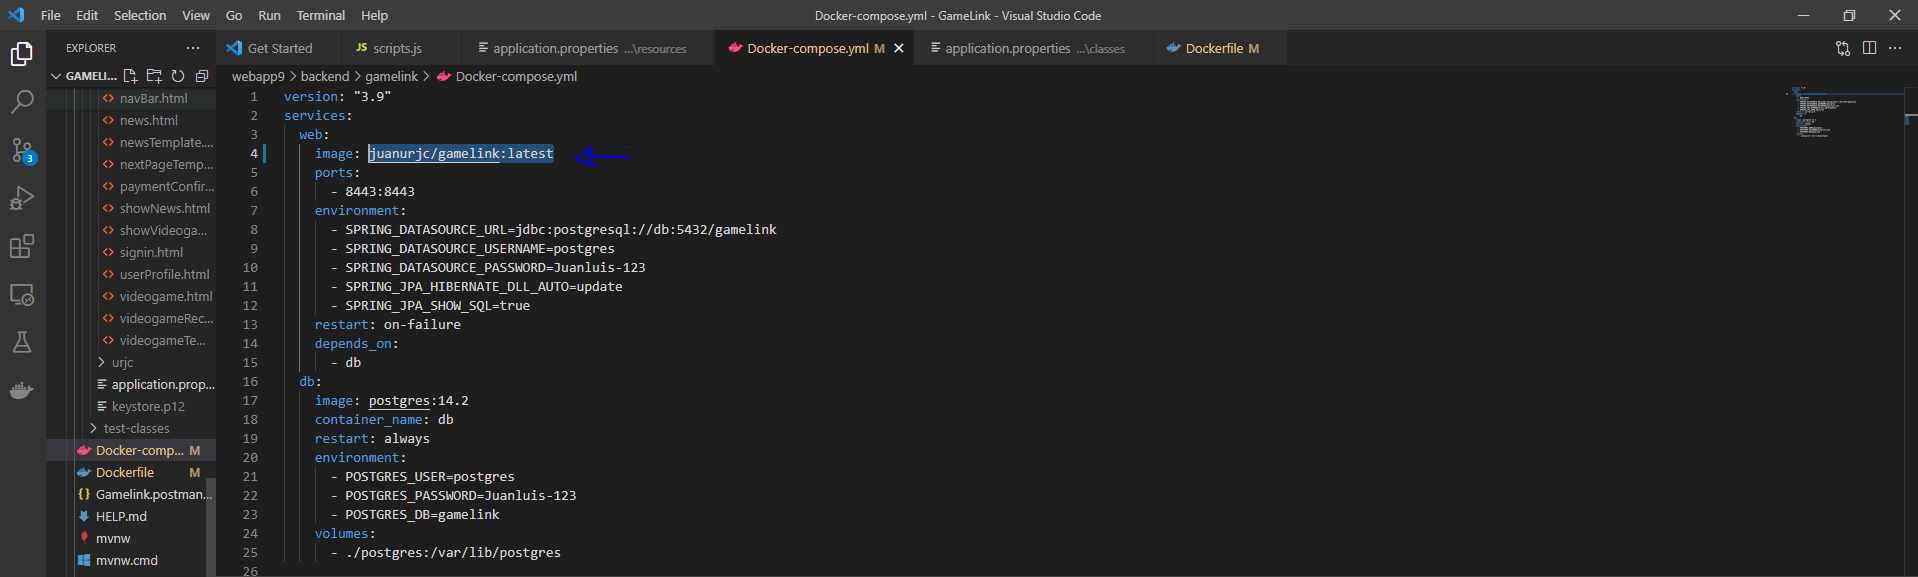 File Edit Selection View Go Run Terminal Help Docker-compose.yml - GameLink - Visual Studio Code
EXPLORER ... Get Started JS scripts.js application.properties ...\resources Docker-compose.yml M application.properties ...\classes Dockerfile M
GAMELI... webapp9 > backend > gamelink > Docker-compose.yml
navBar.html
news.html
newsTemplate....
nextPageTemp...
paymentConfir...
showNews.html
showVideoga...
signin.html
userProfile.html
videogame.html
videogameRec...
videogameTe...
urjc
application.prop...
keystore.p12
test-classes
Docker-comp... M
Dockerfile M
{} Gamelink.postman...
HELP.md
mvnw
mvnw.cmd
3
1 version: "3.9"
2 services:
3 web:
4 image: juanurjc/gamelink:latest
5 ports:
6 - 8443:8443
7 environment:
8 - SPRING_DATASOURCE_URL=jdbc:postgresql://db:5432/gamelink
9 - SPRING_DATASOURCE_USERNAME=postgres
10 - SPRING_DATASOURCE_PASSWORD=Juanluis-123
11 - SPRING_JPA_HIBERNATE_DLL_AUTO=update
12 - SPRING_JPA_SHOW_SQL=true
13 restart: on-failure
14 depends_on:
15 - db
16 db:
17 image: postgres:14.2
18 container_name: db
19 restart: always
20 environment:
21 - POSTGRES_USER=postgres
22 - POSTGRES_PASSWORD=Juanluis-123
23 - POSTGRES_DB=gamelink
24 volumes:
25 - ./postgres:/var/lib/postgres
26